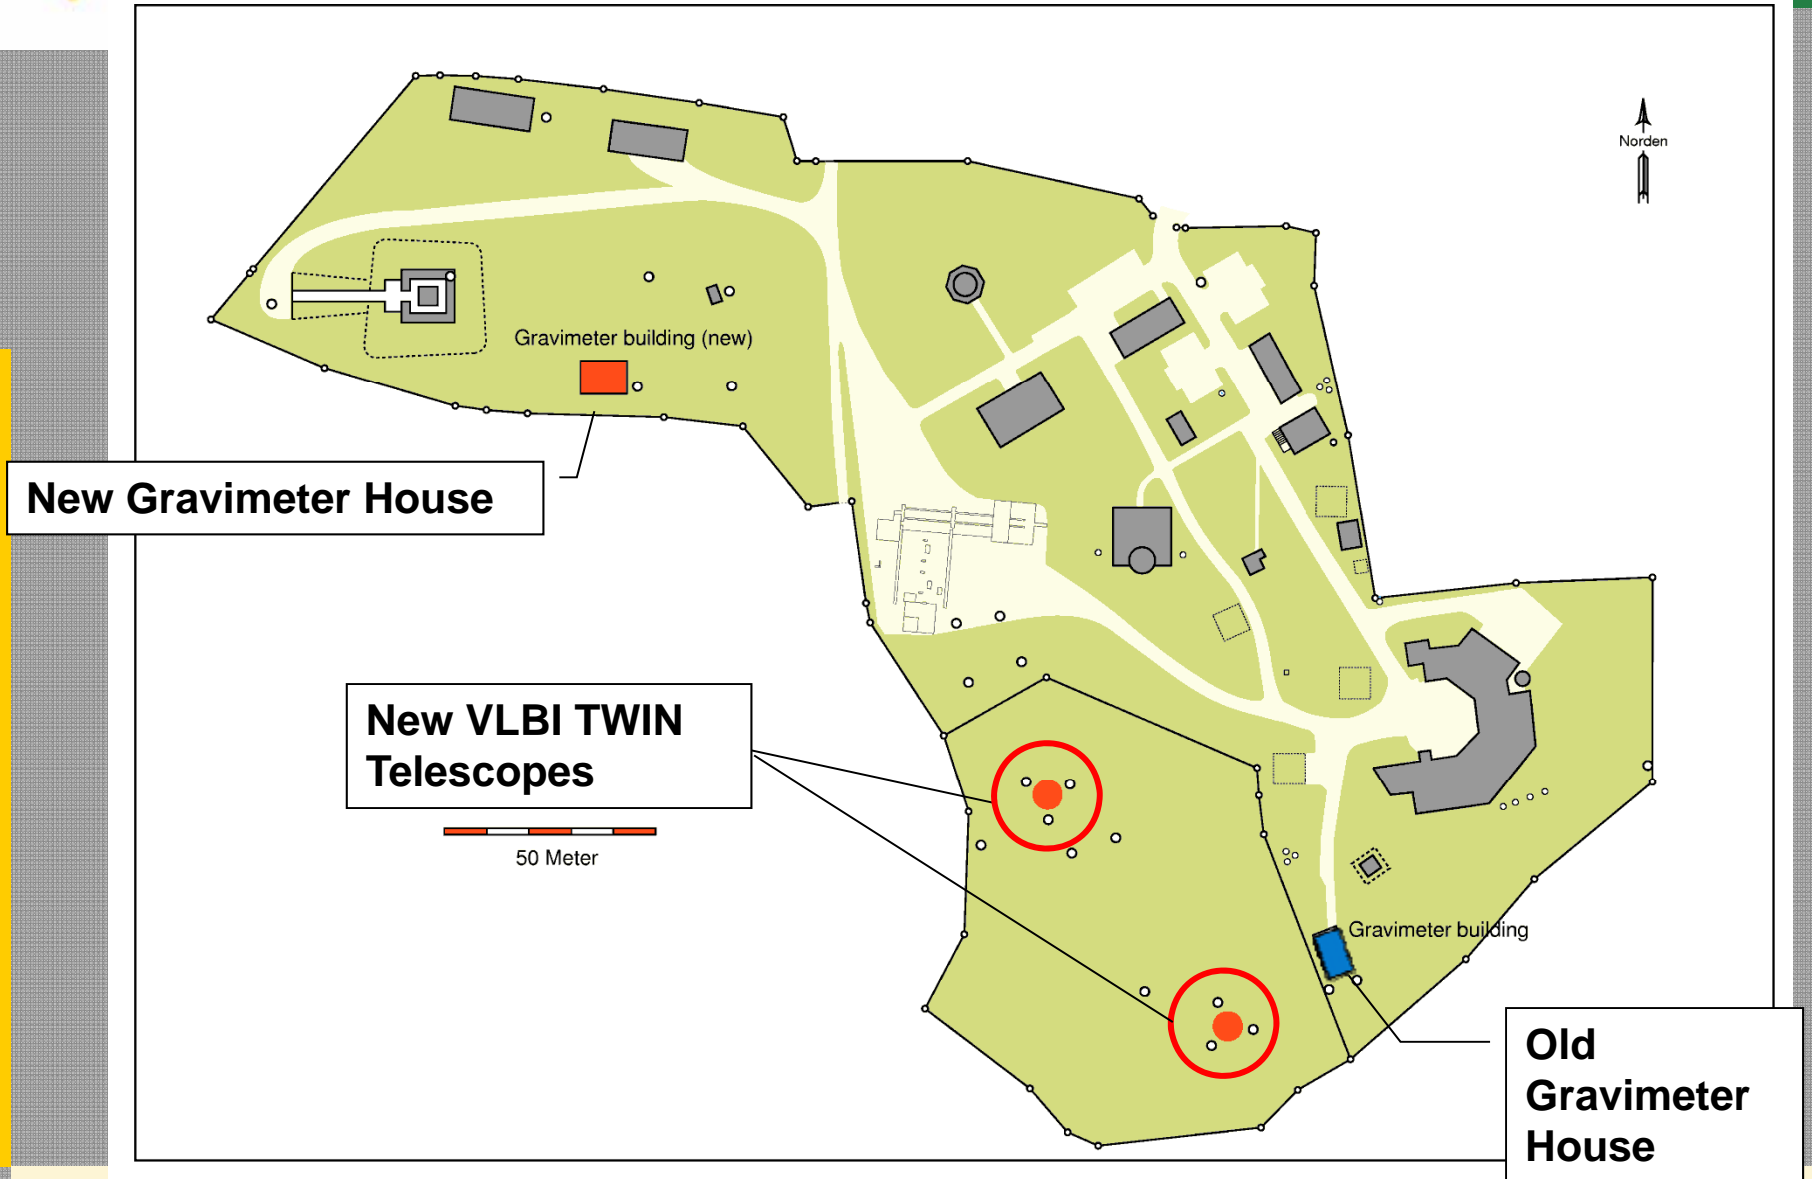 Norden
Gravimeter building (new)
New Gravimeter House
New VLBI TWIN
Telescopes
50 Meter
Gravimeter building
Old
Gravimeter
House